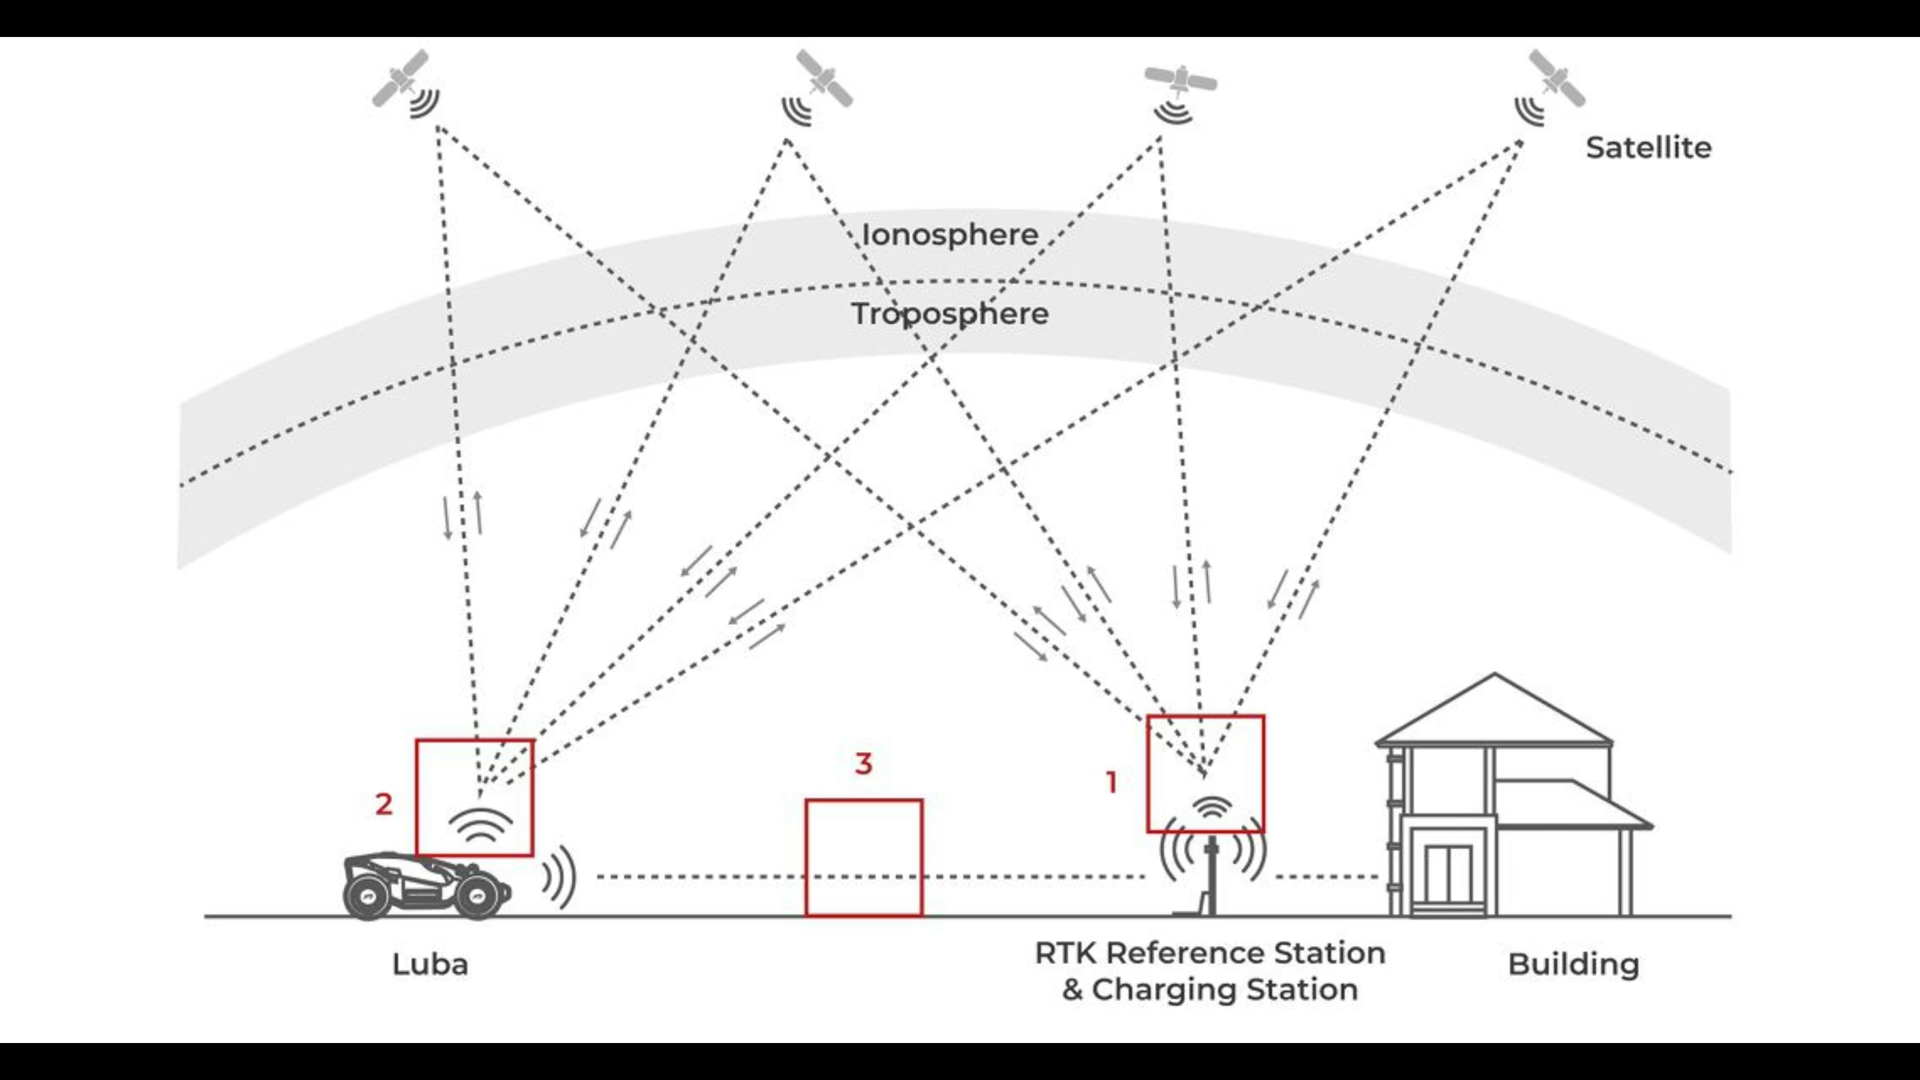 Satellite
Ionosphere
Troposphere
3
1
2
RTK Reference Station
& Charging Station
Luba
Building